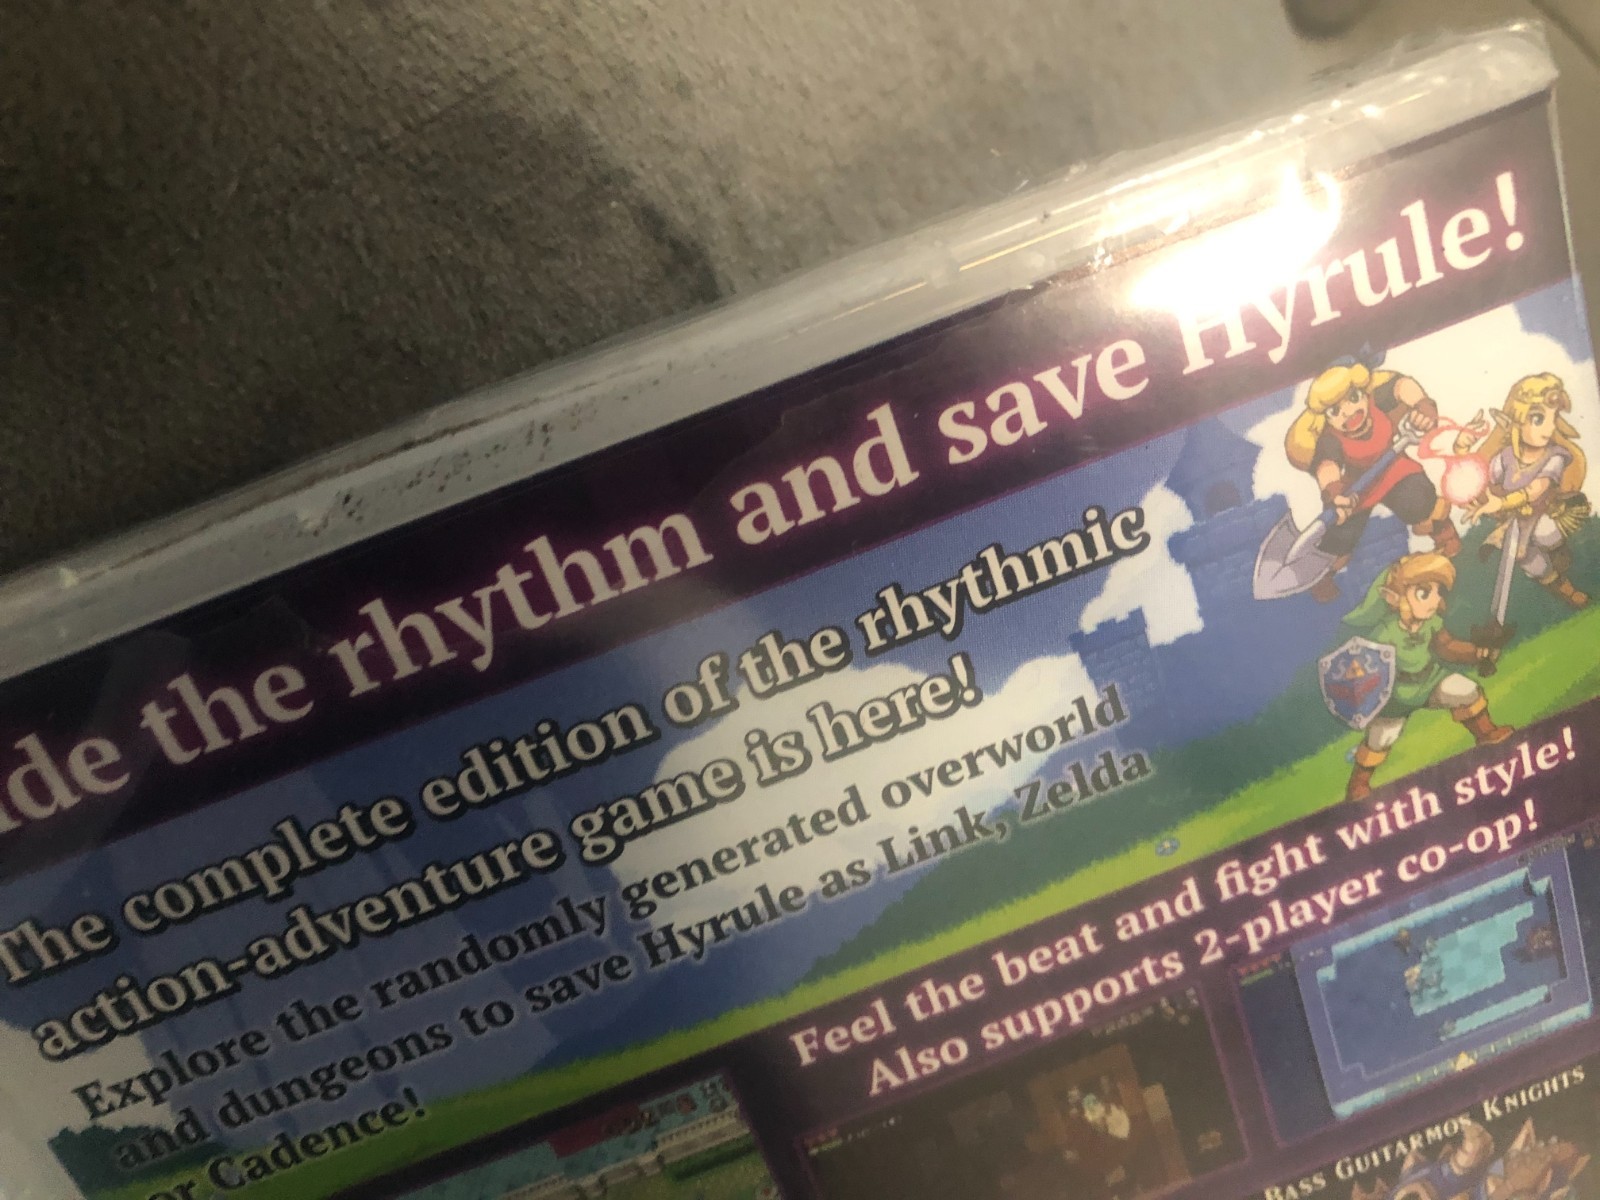 the rhythm and save Hyrule!
The complete edition of the rhythmic
action-adventure game is here!
Explore the randomly generated overworld
and dungeons to save Hyrule as Link, Zelda
or Cadence!
Feel the beat and fight with style!
Also supports 2-player co-op!
BASS GUITARMOS KNIGHTS